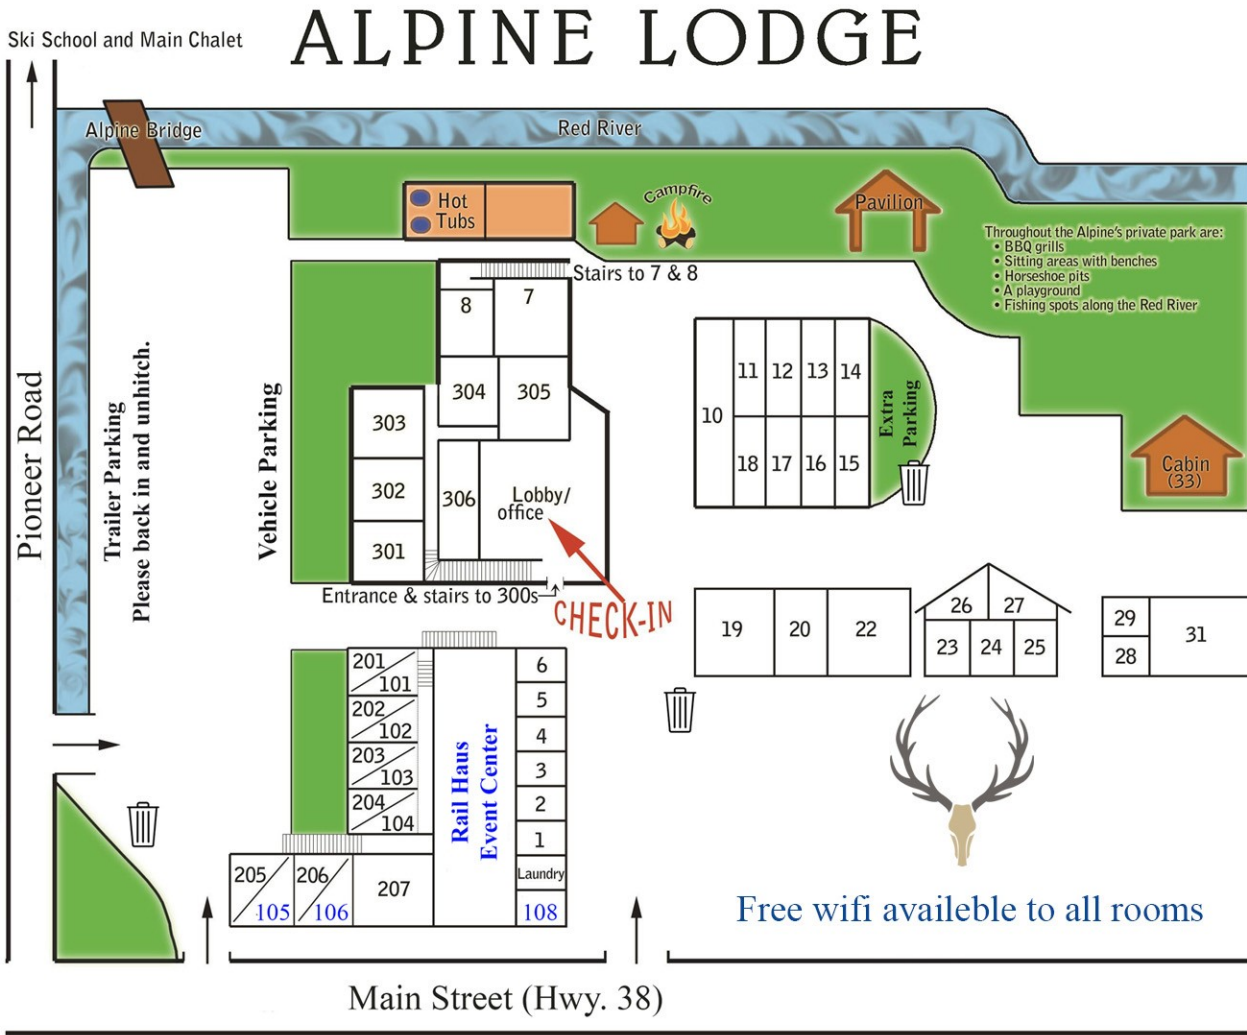 ALPINE LODGE
Ski School and Main Chalet
Alpine Bridge
Red River
Hot
Tubs
Campfire
Pavilion
Throughout the Alpine's private park are:
• BBQ grills
• Sitting areas with benches
• Horseshoe pits
• A playground
• Fishing spots along the Red River
Stairs to 7 & 8
8
7
304
305
303
302
301
306
Lobby/
office
Entrance & stairs to 300s
CHECK-IN
Pioneer Road
Trailer Parking
Please back in and unhitch.
Vehicle Parking
10
11
12
13
14
18
17
16
15
Extra
Parking
Cabin
(33)
19
20
22
26
27
23
24
25
29
28
31
201
101
202
102
203
103
204
104
205
105
206
106
207
Rail Haus
Event Center
6
5
4
3
2
1
Laundry
108
Free wifi availeble to all rooms
Main Street (Hwy. 38)